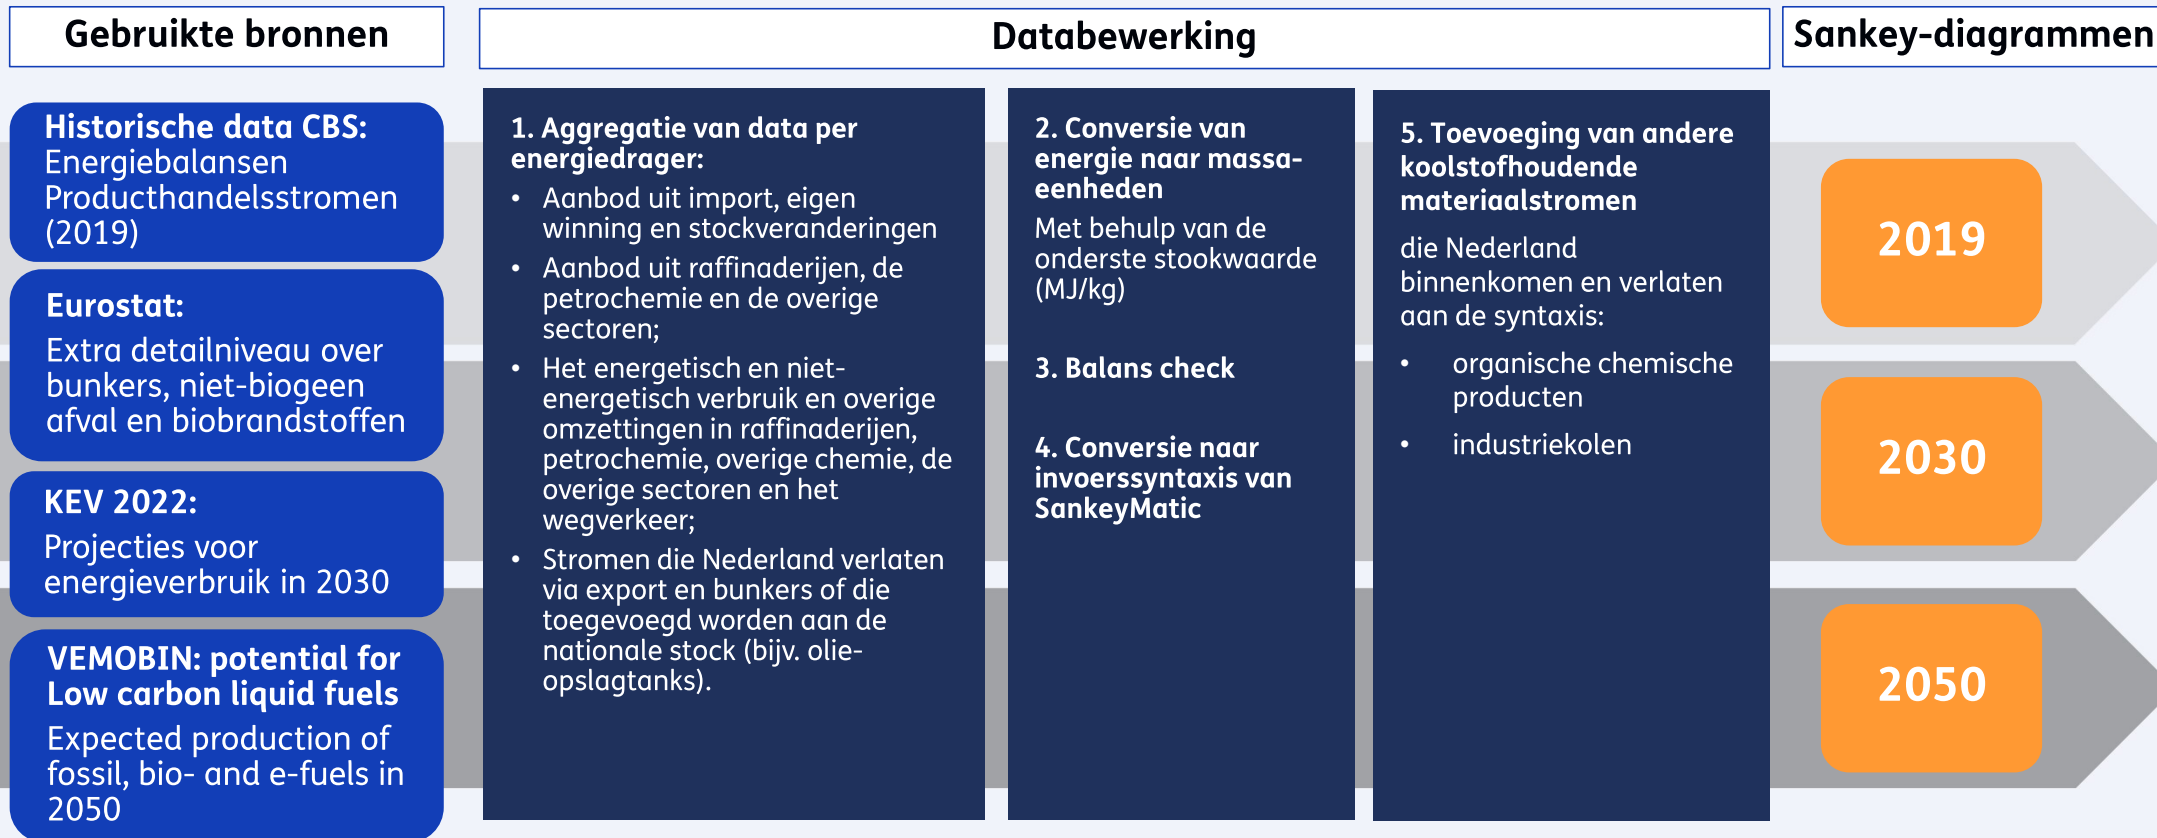 Gebruikte bronnen
Historische data CBS:
Energiebalansen
Producthandelsstromen
(2019)
Eurostat:
Extra detailniveau over
bunkers, niet-biogeen
afval en biobrandstoffen
KEV 2022:
Projecties voor
energieverbruik in 2030
VEMOBIN: potential for
Low carbon liquid fuels
Expected production of
fossil, bio- and e-fuels in
2050
Databewerking
1. Aggregatie van data per
energiedrager:
• Aanbod uit import, eigen
winning en stockveranderingen
• Aanbod uit raffinaderijen, de
petrochemie en de overige
sectoren;
• Het energetisch en niet-
energetisch verbruik en overige
omzettingen in raffinaderijen,
petrochemie, overige chemie, de
overige sectoren en het
wegverkeer;
• Stromen die Nederland verlaten
via export en bunkers of die
toegevoegd worden aan de
nationale stock (bijv. olie-
opslagtanks).
2. Conversie van
energie naar massa-
eenheden
Met behulp van de
onderste stookwaarde
(MJ/kg)
3. Balans check
4. Conversie naar
invoerssyntaxis van
SankeyMatic
5. Toevoeging van andere
koolstofhoudende
materiaalstromen
die Nederland
binnenkomen en verlaten
aan de syntaxis:
• organische chemische
producten
• industriekolen
Sankey-diagrammen
2019
2030
2050